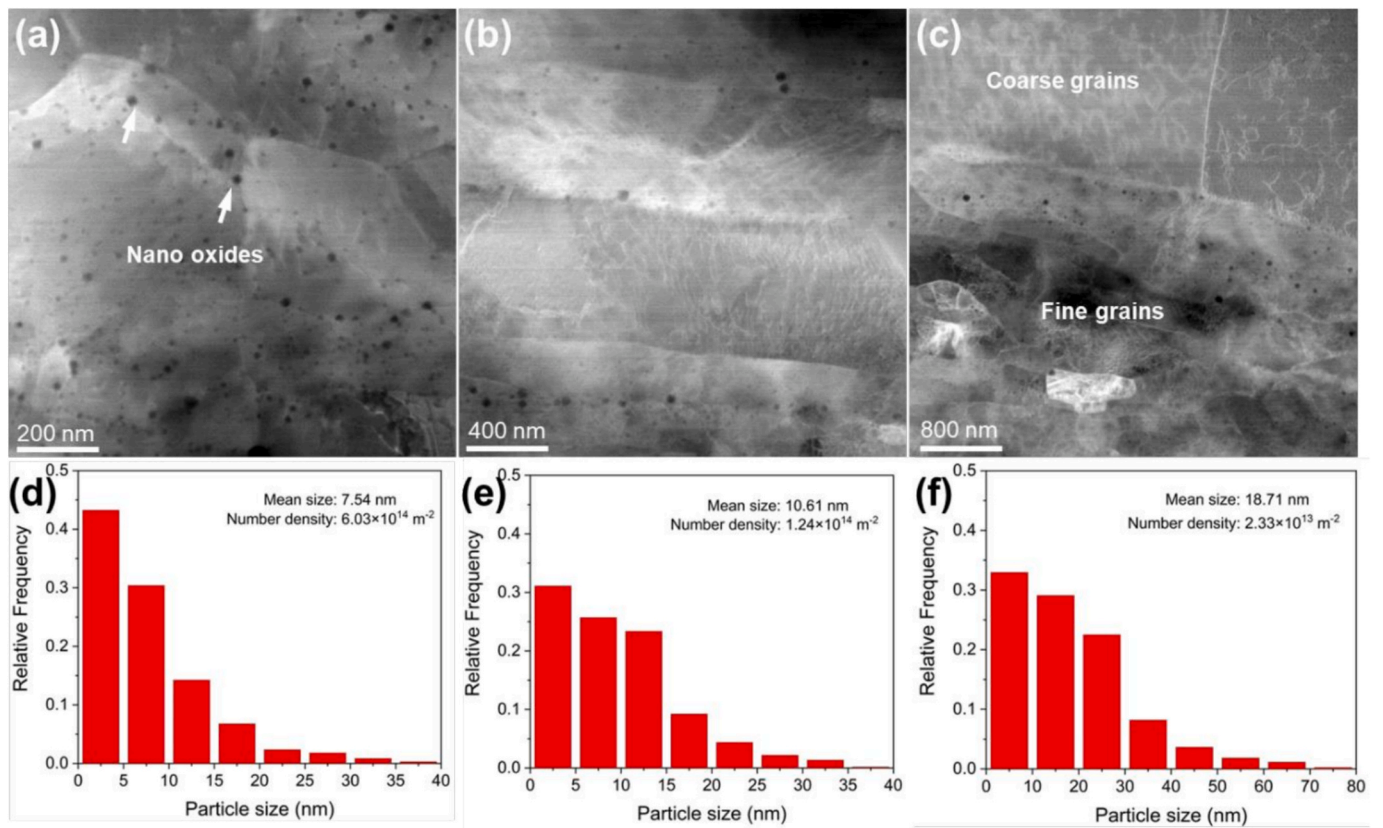 (a)
Nano oxides
200 nm
(b)
400 nm
(c)
Coarse grains
Fine grains
800 nm
(d)
Mean size: 7.54 nm
Number density: 6.03×10¹⁴ m⁻²
Relative Frequency
0.5
0.4
0.3
0.2
0.1
0.0
0 5 10 15 20 25 30 35 40
Particle size (nm)
(e)
Mean size: 10.61 nm
Number density: 1.24×10¹⁴ m⁻²
Relative Frequency
0.5
0.4
0.3
0.2
0.1
0.0
0 5 10 15 20 25 30 35 40
Particle size (nm)
(f)
Mean size: 18.71 nm
Number density: 2.33×10¹³ m⁻²
Relative Frequency
0.5
0.4
0.3
0.2
0.1
0.0
0 10 20 30 40 50 60 70 80
Particle size (nm)